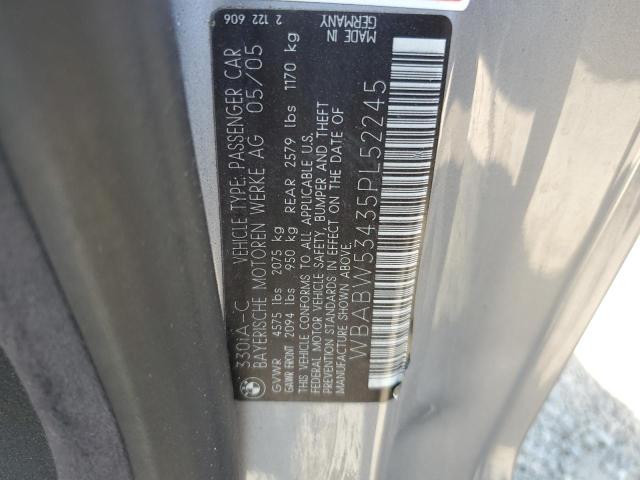 330IA-C VEHICLE TYPE: PASSENGER CAR
BAYERISCHE MOTOREN WERKE AG 05/05
GVWR 4575 lbs 2075 kg
GAWR FRONT 2094 lbs 950 kg REAR 2579 lbs 1170 kg
THIS VEHICLE CONFORMS TO ALL APPLICABLE U.S.
FEDERAL MOTOR VEHICLE SAFETY, BUMPER AND THEFT
PREVENTION STANDARDS IN EFFECT ON THE DATE OF
MANUFACTURE SHOWN ABOVE.
WBABW53435PL52245
2 122 606
MADE IN
GERMANY